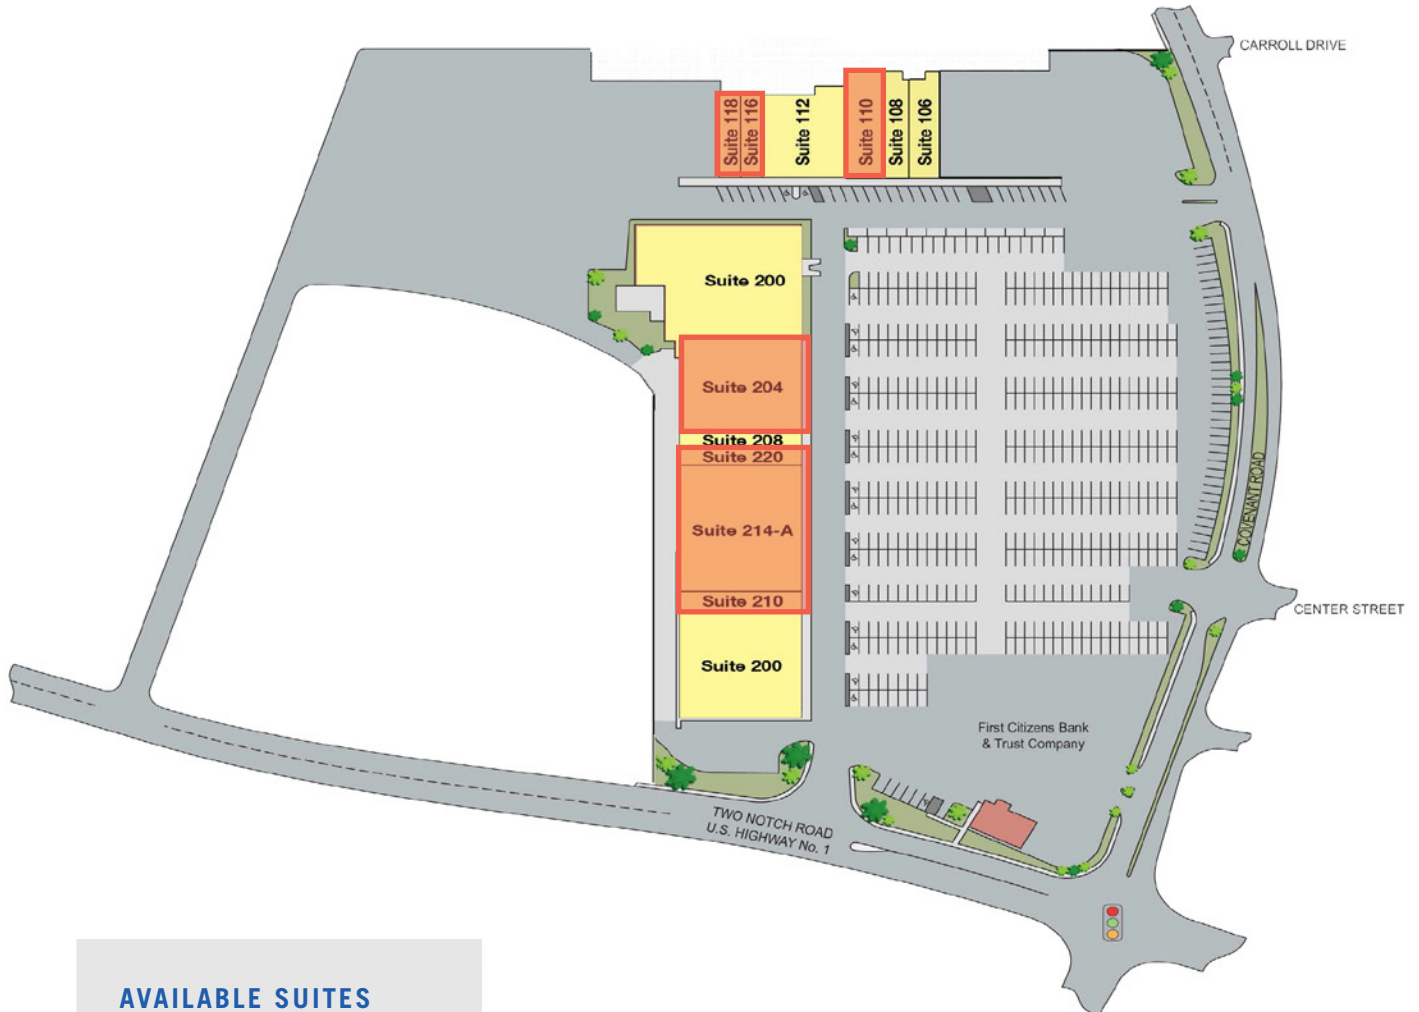 CARROLL DRIVE
Suite 118
Suite 116
Suite 112
Suite 110
Suite 108
Suite 106
Suite 200
Suite 204
Suite 208
Suite 220
Suite 214-A
Suite 210
Suite 200
COVENANT ROAD
CENTER STREET
First Citizens Bank
& Trust Company
TWO NOTCH ROAD
U.S. HIGHWAY No. 1
AVAILABLE SUITES